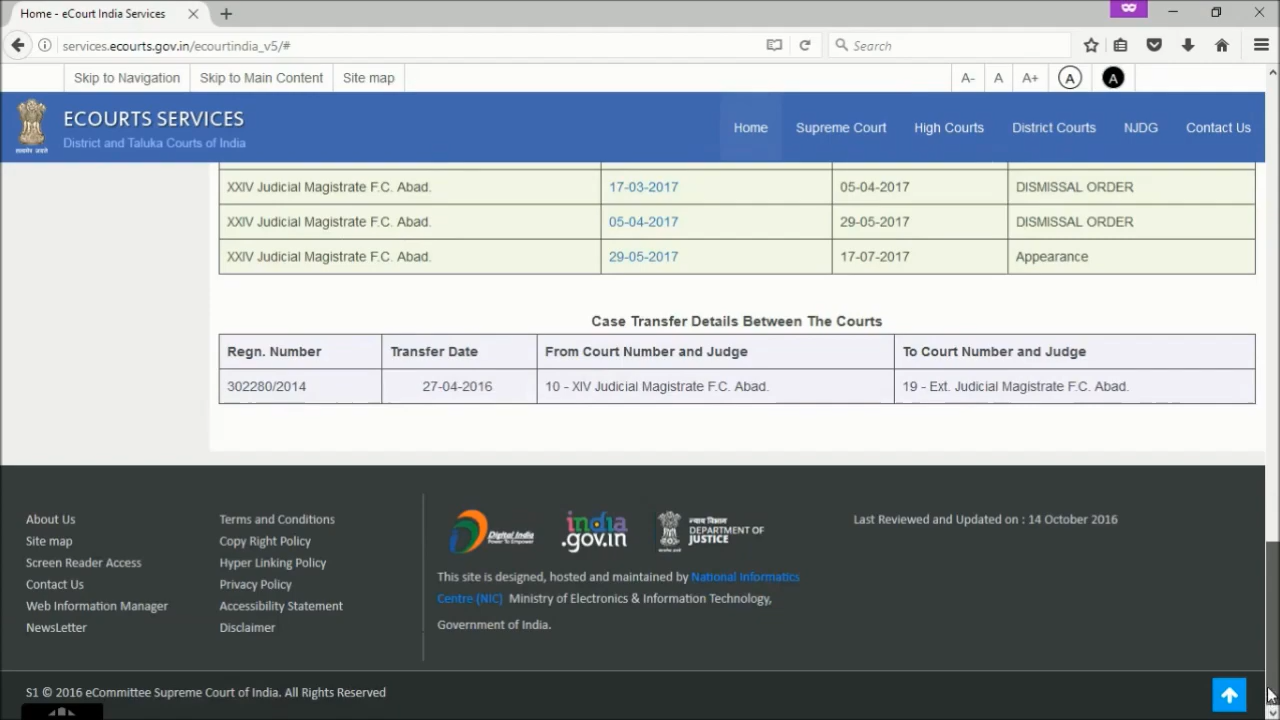 Home - eCourt India Services
services.ecourts.gov.in/ecourtindia_v5/#
Search
Skip to Navigation Skip to Main Content Site map A- A A+ A A
सत्यमेव जयते
ECOURTS SERVICES
District and Taluka Courts of India
Home Supreme Court High Courts District Courts NJDG Contact Us
XXIV Judicial Magistrate F.C. Abad. 17-03-2017 05-04-2017 DISMISSAL ORDER
XXIV Judicial Magistrate F.C. Abad. 05-04-2017 29-05-2017 DISMISSAL ORDER
XXIV Judicial Magistrate F.C. Abad. 29-05-2017 17-07-2017 Appearance
Case Transfer Details Between The Courts
Regn. Number Transfer Date From Court Number and Judge To Court Number and Judge
302280/2014 27-04-2016 10 - XIV Judicial Magistrate F.C. Abad. 19 - Ext. Judicial Magistrate F.C. Abad.
About Us
Site map
Screen Reader Access
Contact Us
Web Information Manager
NewsLetter
Terms and Conditions
Copy Right Policy
Hyper Linking Policy
Privacy Policy
Accessibility Statement
Disclaimer
Digital India
Power To Empower
india
.gov.in
न्याय विभाग
DEPARTMENT OF
JUSTICE
This site is designed, hosted and maintained by National Informatics
Centre (NIC) Ministry of Electronics & Information Technology,
Government of India.
Last Reviewed and Updated on : 14 October 2016
S1 © 2016 eCommittee Supreme Court of India. All Rights Reserved